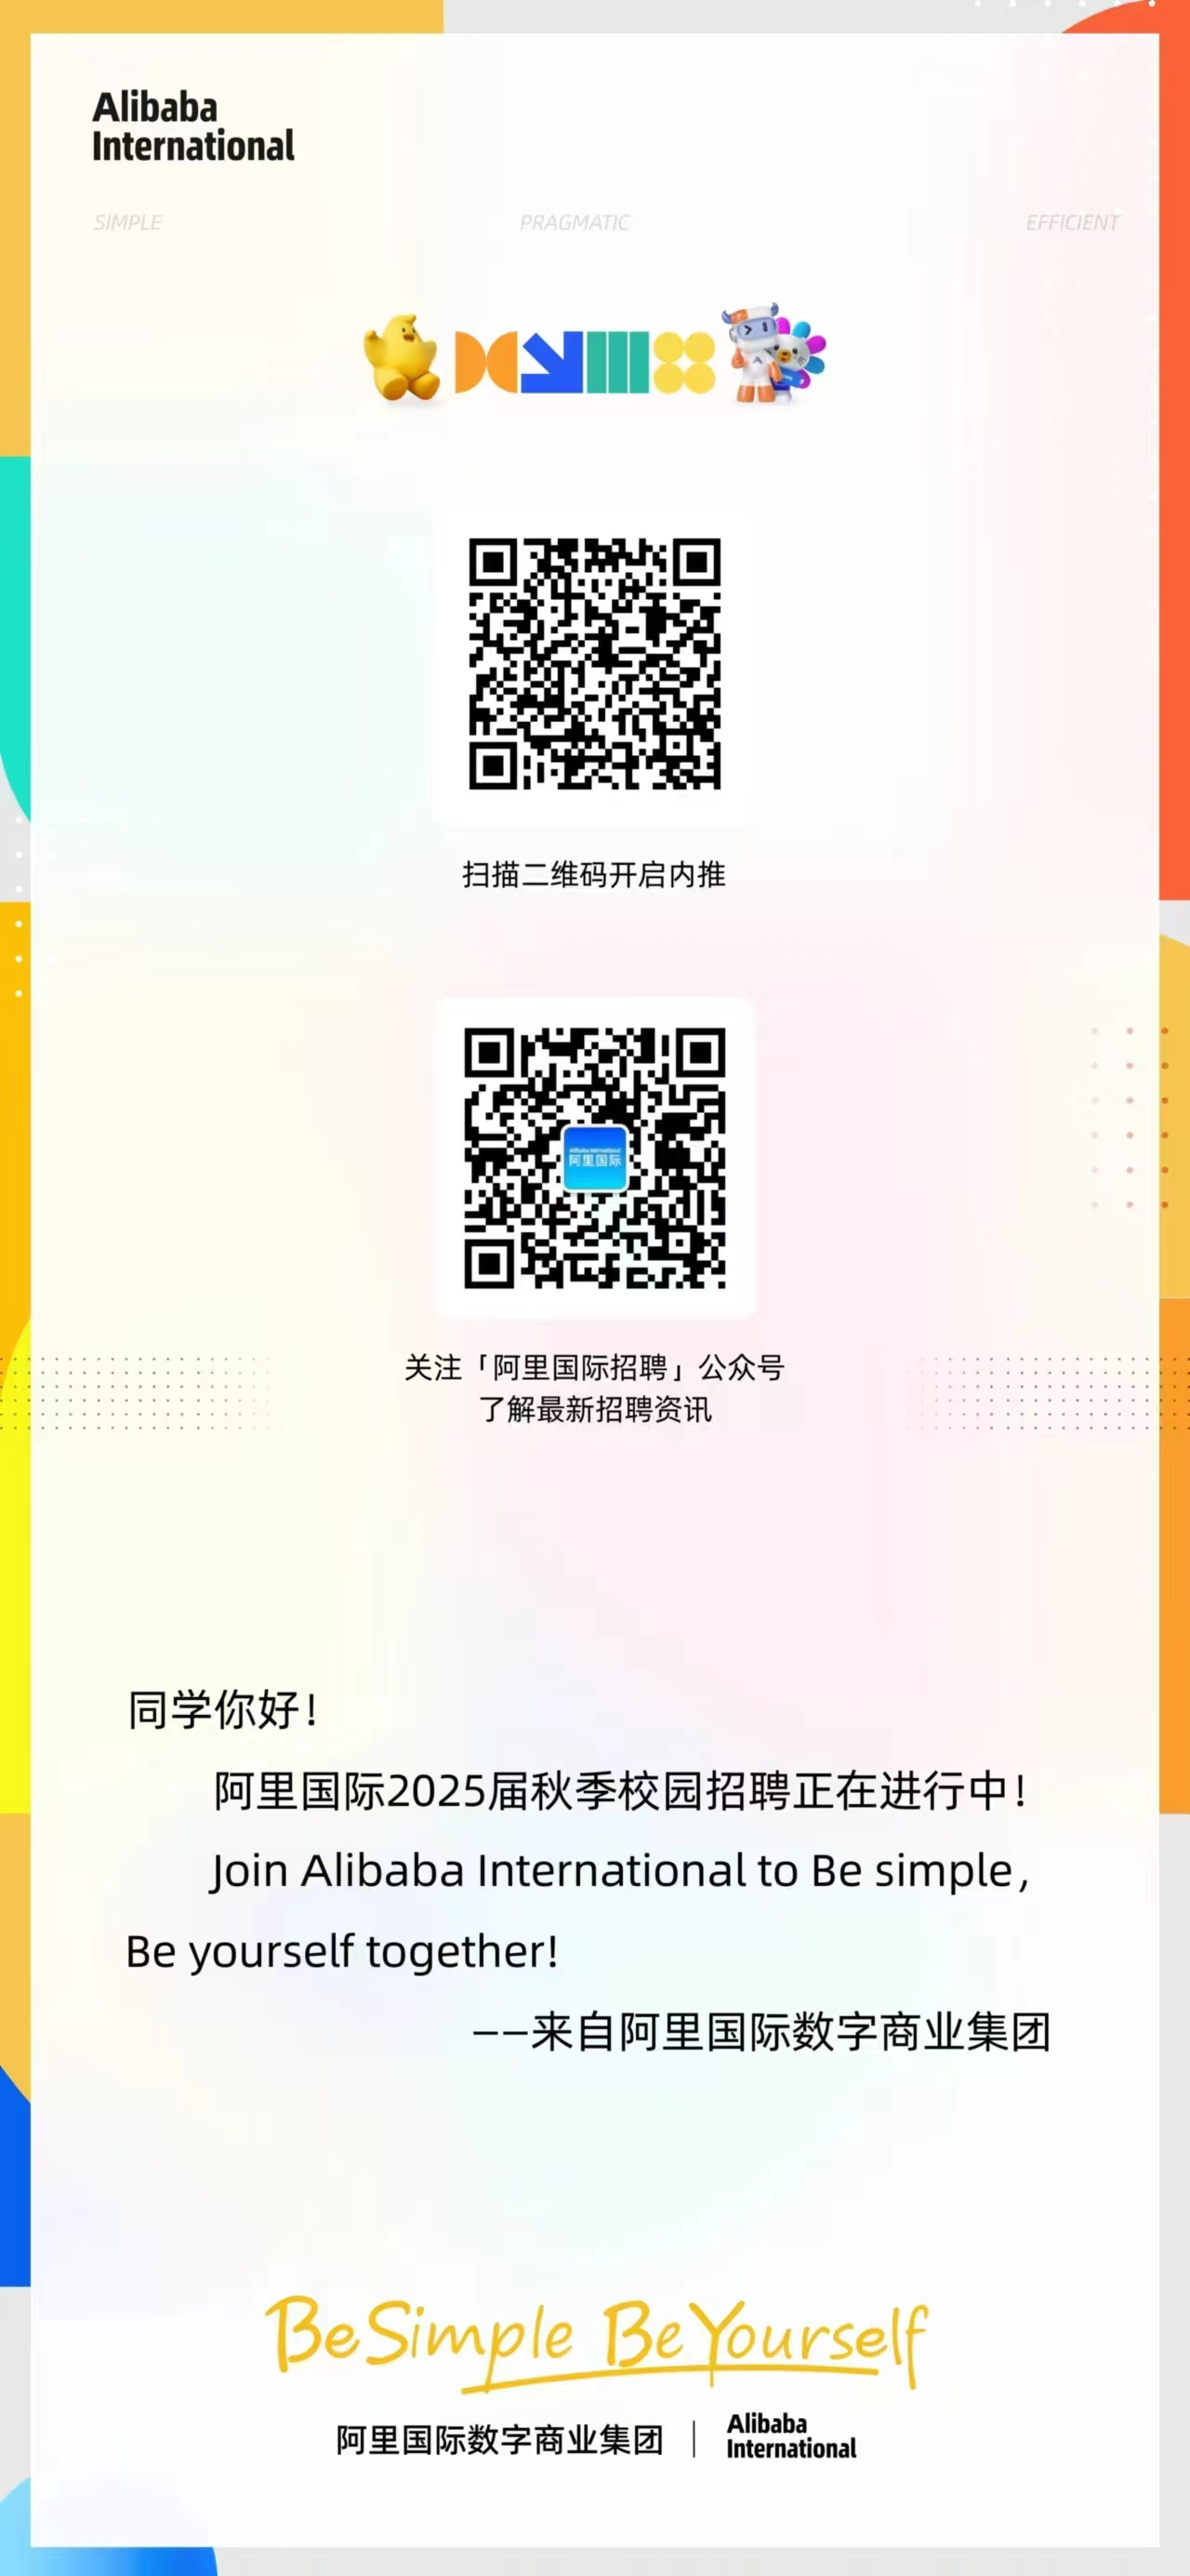 Alibaba
International
SIMPLE
PRAGMATIC
EFFICIENT
扫描二维码开启内推
阿里国际
关注「阿里国际招聘」公众号
了解最新招聘资讯
同学你好！
阿里国际2025届秋季校园招聘正在进行中！
Join Alibaba International to Be simple，
Be yourself together!
——来自阿里国际数字商业集团
Be Simple Be Yourself
阿里国际数字商业集团
Alibaba
International